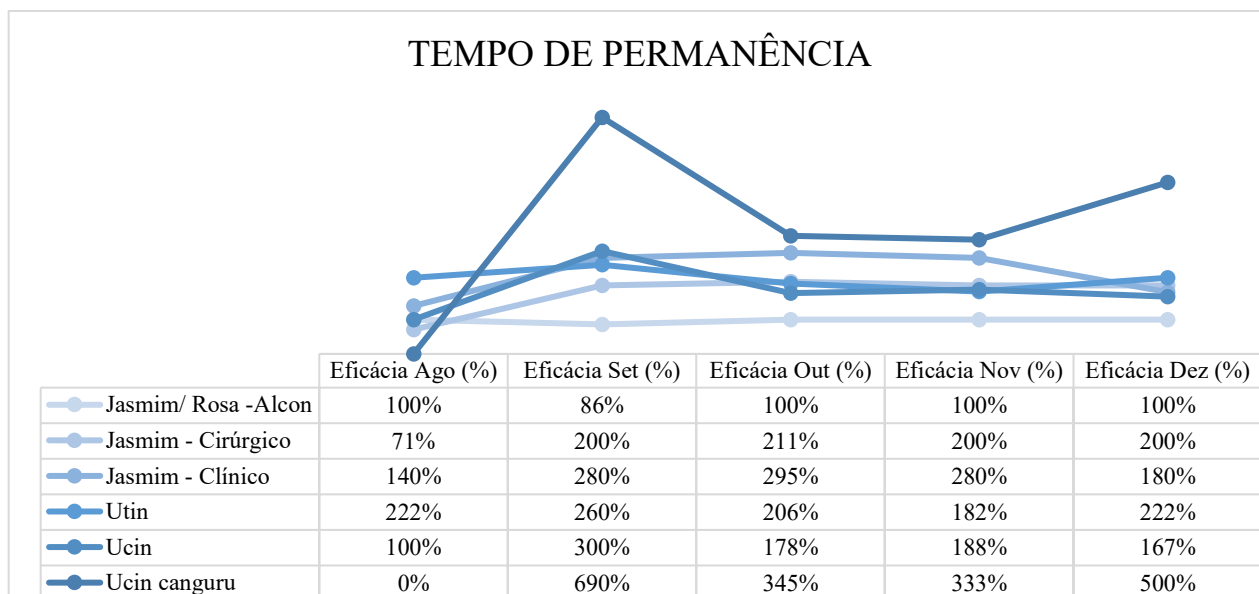 TEMPO DE PERMANÊNCIA
Eficácia Ago (%) Eficácia Set (%) Eficácia Out (%) Eficácia Nov (%) Eficácia Dez (%)
Jasmim/ Rosa -Alcon 100% 86% 100% 100% 100%
Jasmim - Cirúrgico 71% 200% 211% 200% 200%
Jasmim - Clínico 140% 280% 295% 280% 180%
Utin 222% 260% 206% 182% 222%
Ucin 100% 300% 178% 188% 167%
Ucin canguru 0% 690% 345% 333% 500%